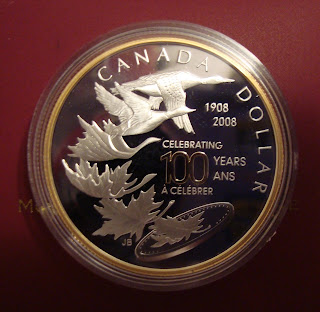 CANADA DOLLAR
1908
2008
CELEBRATING
100 YEARS
ANS
À CÉLÉBRER
JB